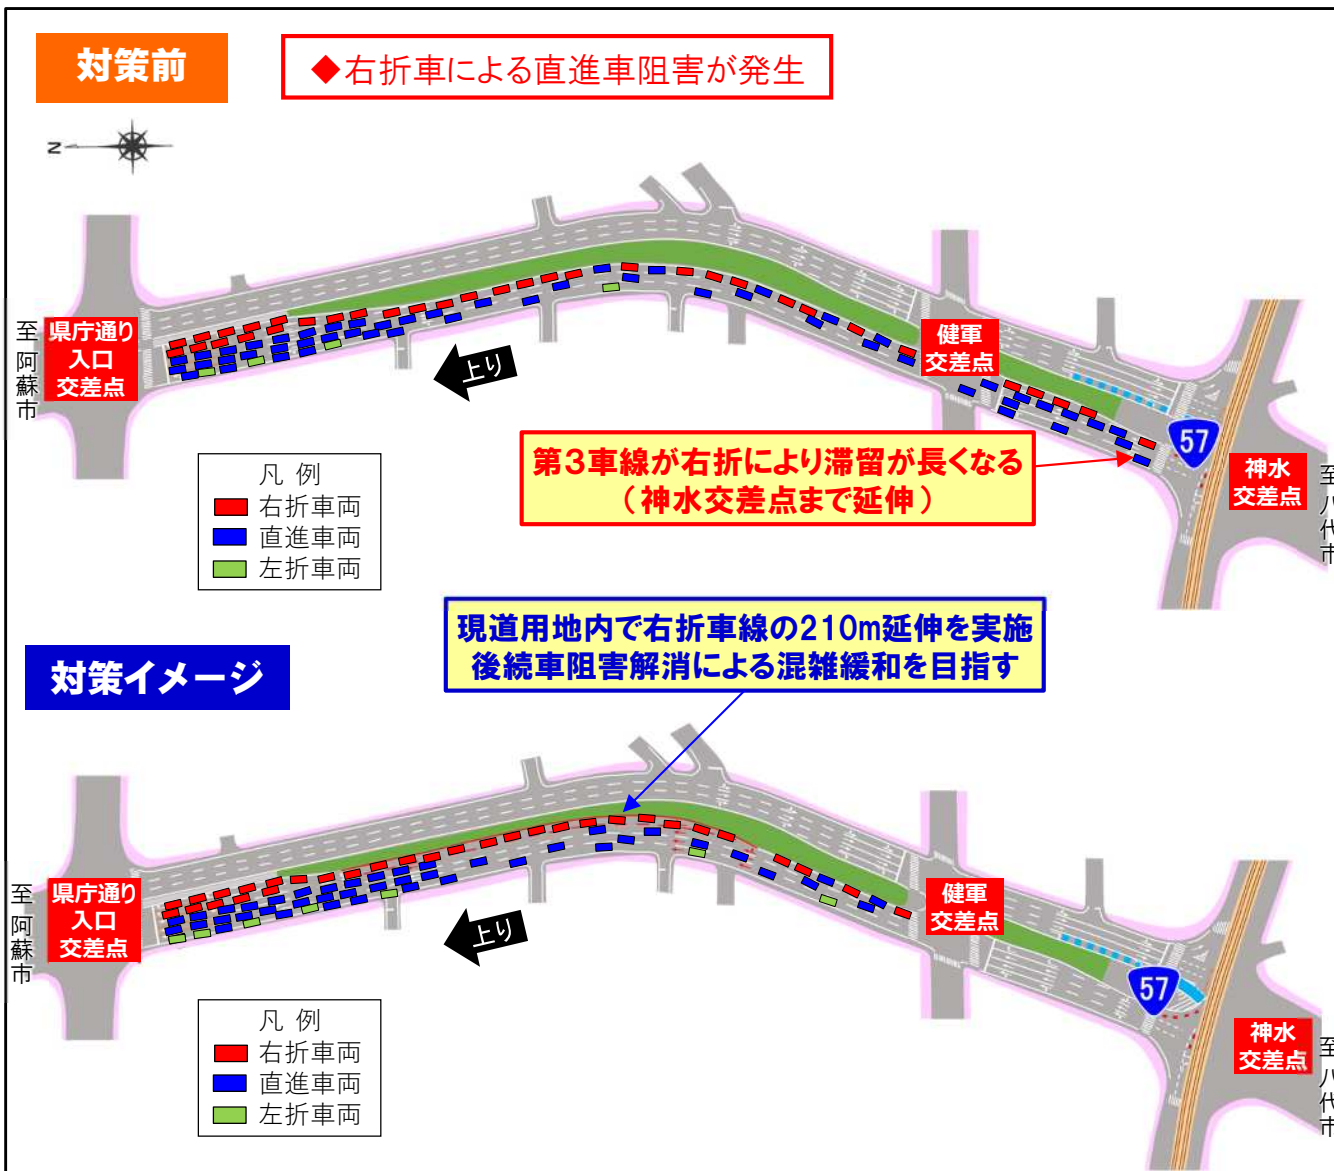 対策前
◆右折車による直進車阻害が発生
N
至 阿蘇市
県庁通り
入口
交差点
上り
健軍
交差点
57
神水
交差点
至 八代市
第3車線が右折により滞留が長くなる
（神水交差点まで延伸）
凡 例
右折車両
直進車両
左折車両
現道用地内で右折車線の210m延伸を実施
後続車阻害解消による混雑緩和を目指す
対策イメージ
至 阿蘇市
県庁通り
入口
交差点
上り
健軍
交差点
57
神水
交差点
至 八代市
凡 例
右折車両
直進車両
左折車両